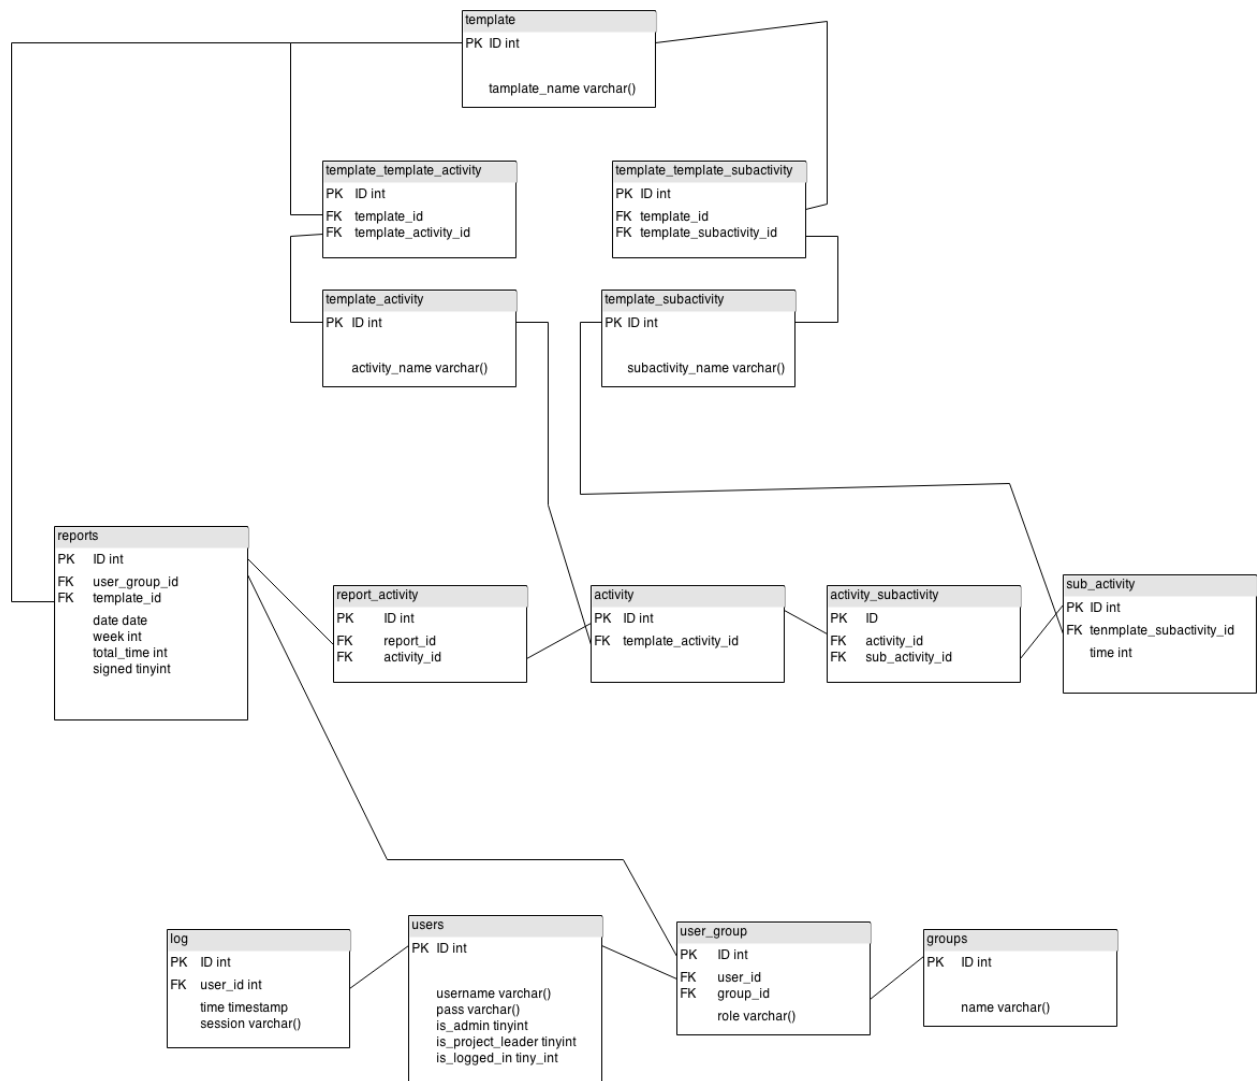 template
PK ID int
tamplate_name varchar()
template_template_activity
PK ID int
FK template_id
FK template_activity_id
template_template_subactivity
PK ID int
FK template_id
FK template_subactivity_id
template_activity
PK ID int
activity_name varchar()
template_subactivity
PK ID int
subactivity_name varchar()
reports
PK ID int
FK user_group_id
FK template_id
date date
week int
total_time int
signed tinyint
report_activity
PK ID int
FK report_id
FK activity_id
activity
PK ID int
FK template_activity_id
activity_subactivity
PK ID
FK activity_id
FK sub_activity_id
sub_activity
PK ID int
FK tenmplate_subactivity_id
time int
log
PK ID int
FK user_id int
time timestamp
session varchar()
users
PK ID int
username varchar()
pass varchar()
is_admin tinyint
is_project_leader tinyint
is_logged_in tiny_int
user_group
PK ID int
FK user_id
FK group_id
role varchar()
groups
PK ID int
name varchar()